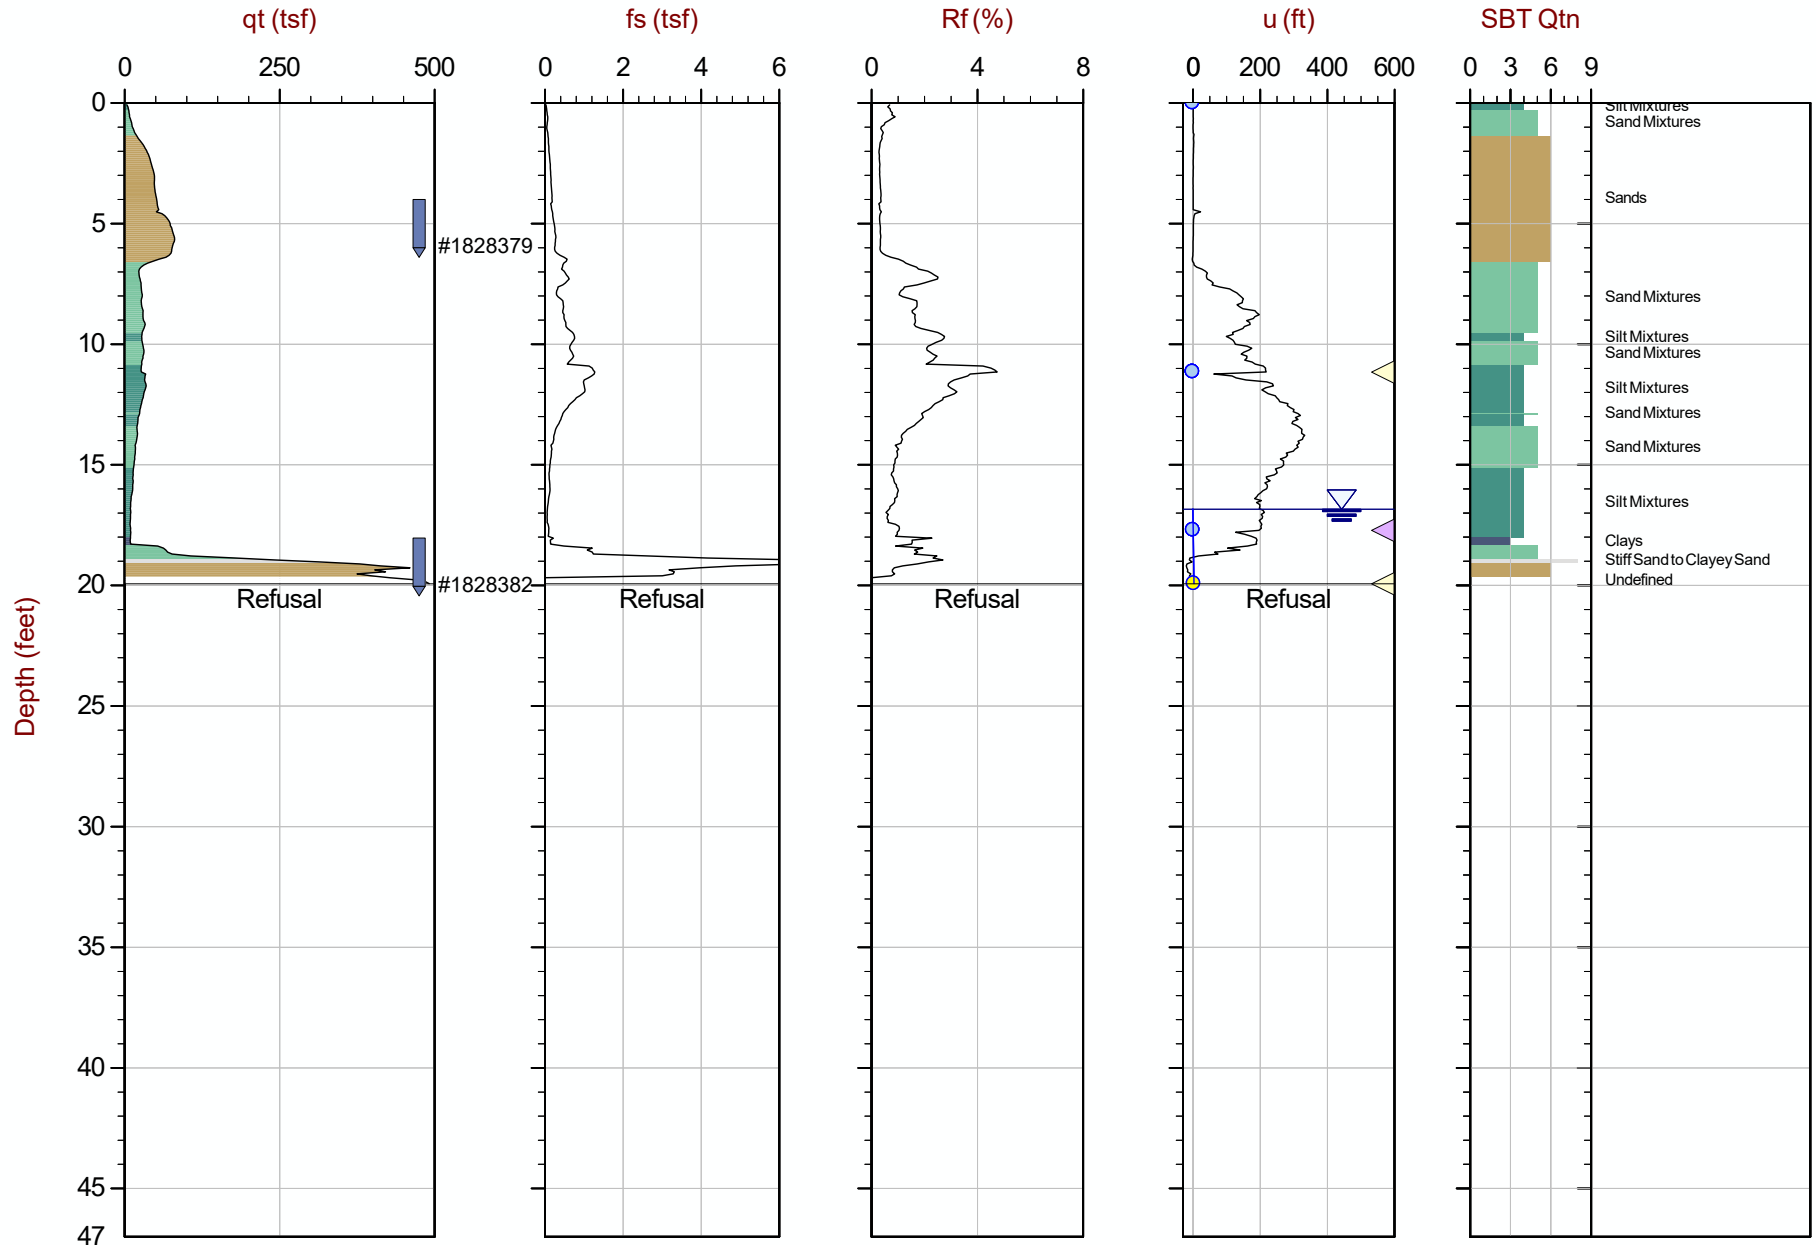 qt (tsf) fs (tsf) Rf (%) u (ft) SBT Qtn
0 250 500 0 2 4 6 0 4 8 0 200 400 600 0 3 6 9
0
Silt Mixtures
Sand Mixtures
Sands
5
#1828379
Sand Mixtures
Silt Mixtures
10
Sand Mixtures
Silt Mixtures
Sand Mixtures
Sand Mixtures
15
Silt Mixtures
Clays
Stiff Sand to Clayey Sand
Undefined
20
#1828382
Refusal Refusal Refusal Refusal
Depth (feet)
25
30
35
40
45
47